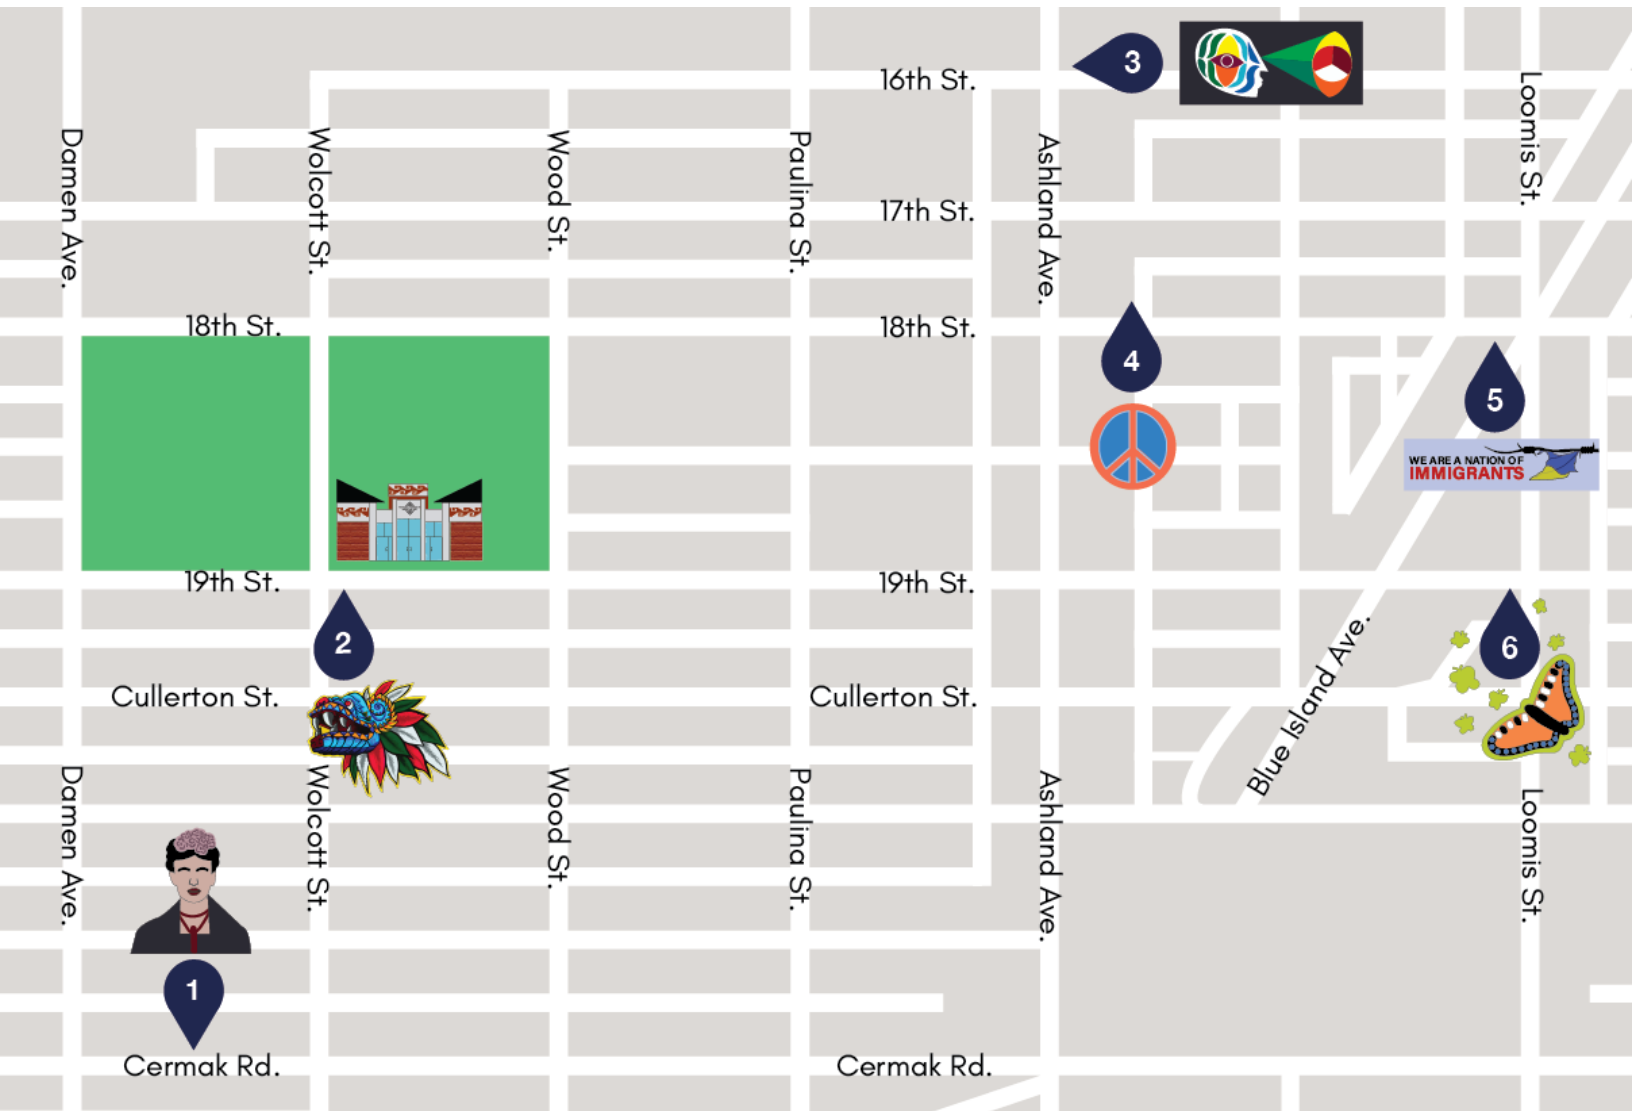 3
16th St.
Damen Ave.
Wolcott St.
Wood St.
Paulina St.
Ashland Ave.
Loomis St.
17th St.
18th St.
18th St.
4
5
WE ARE A NATION OF
IMMIGRANTS
19th St.
19th St.
2
6
Cullerton St.
Cullerton St.
Blue Island Ave.
Damen Ave.
Wolcott St.
Wood St.
Paulina St.
Ashland Ave.
Loomis St.
1
Cermak Rd.
Cermak Rd.